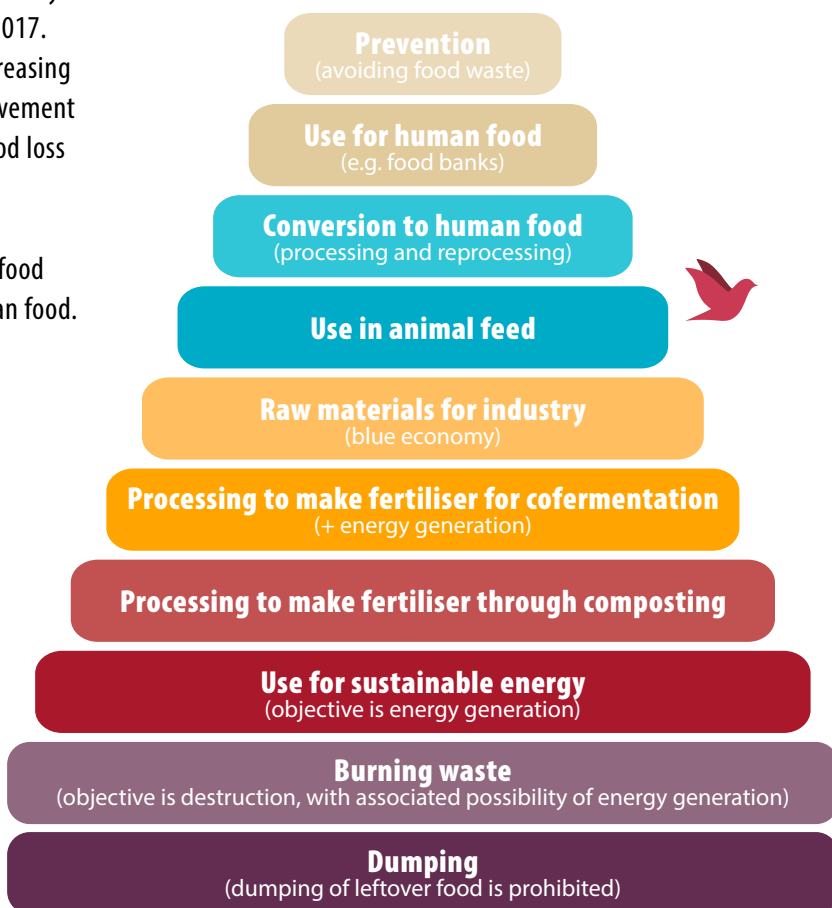 017.
reasing
vement
od loss
food
an food.
Prevention
(avoiding food waste)
Use for human food
(e.g. food banks)
Conversion to human food
(processing and reprocessing)
Use in animal feed
Raw materials for industry
(blue economy)
Processing to make fertiliser for cofermentation
(+ energy generation)
Processing to make fertiliser through composting
Use for sustainable energy
(objective is energy generation)
Burning waste
(objective is destruction, with associated possibility of energy generation)
Dumping
(dumping of leftover food is prohibited)